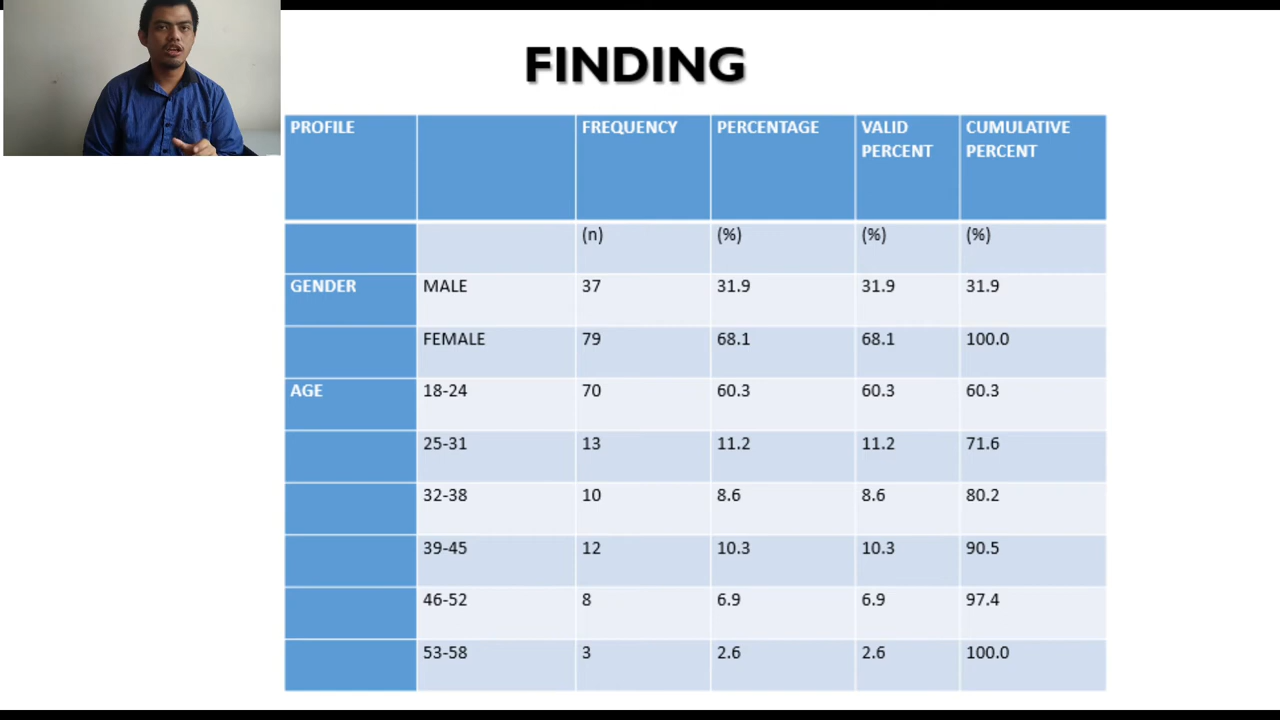 FINDING
PROFILE FREQUENCY PERCENTAGE VALID PERCENT CUMULATIVE PERCENT
(n) (%) (%) (%)
GENDER MALE 37 31.9 31.9 31.9
FEMALE 79 68.1 68.1 100.0
AGE 18-24 70 60.3 60.3 60.3
25-31 13 11.2 11.2 71.6
32-38 10 8.6 8.6 80.2
39-45 12 10.3 10.3 90.5
46-52 8 6.9 6.9 97.4
53-58 3 2.6 2.6 100.0